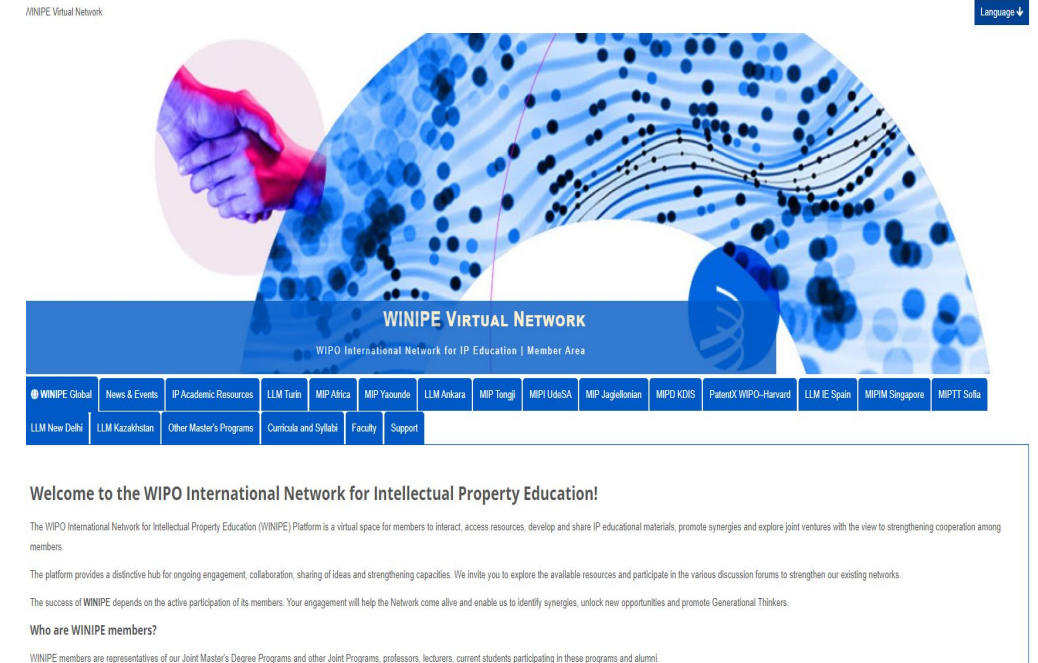 WINIPE Virtual Network
Language ↓
WINIPE Virtual Network
WIPO International Network for IP Education | Member Area
WINIPE Global
News & Events
IP Academic Resources
LLM Turin
MIP Africa
MIP Yaounde
LLM Ankara
MIP Tongji
MIPI UdeSA
MIP Jagiellonian
MIPD KDIS
PatentX WIPO–Harvard
LLM IE Spain
MIPIM Singapore
MIPTT Sofia
LLM New Delhi
LLM Kazakhstan
Other Master's Programs
Curricula and Syllabi
Faculty
Support
Welcome to the WIPO International Network for Intellectual Property Education!
The WIPO International Network for Intellectual Property Education (WINIPE) Platform is a virtual space for members to interact, access resources, develop and share IP educational materials, promote synergies and explore joint ventures with the view to strengthening cooperation among
members.
The platform provides a distinctive hub for ongoing engagement, collaboration, sharing of ideas and strengthening capacities. We invite you to explore the available resources and participate in the various discussion forums to strengthen our existing networks.
The success of WINIPE depends on the active participation of its members. Your engagement will help the Network come alive and enable us to identify synergies, unlock new opportunities and promote Generational Thinkers.
Who are WINIPE members?
WINIPE members are representatives of our Joint Master's Degree Programs and other Joint Programs, professors, lecturers, current students participating in these programs and alumni.